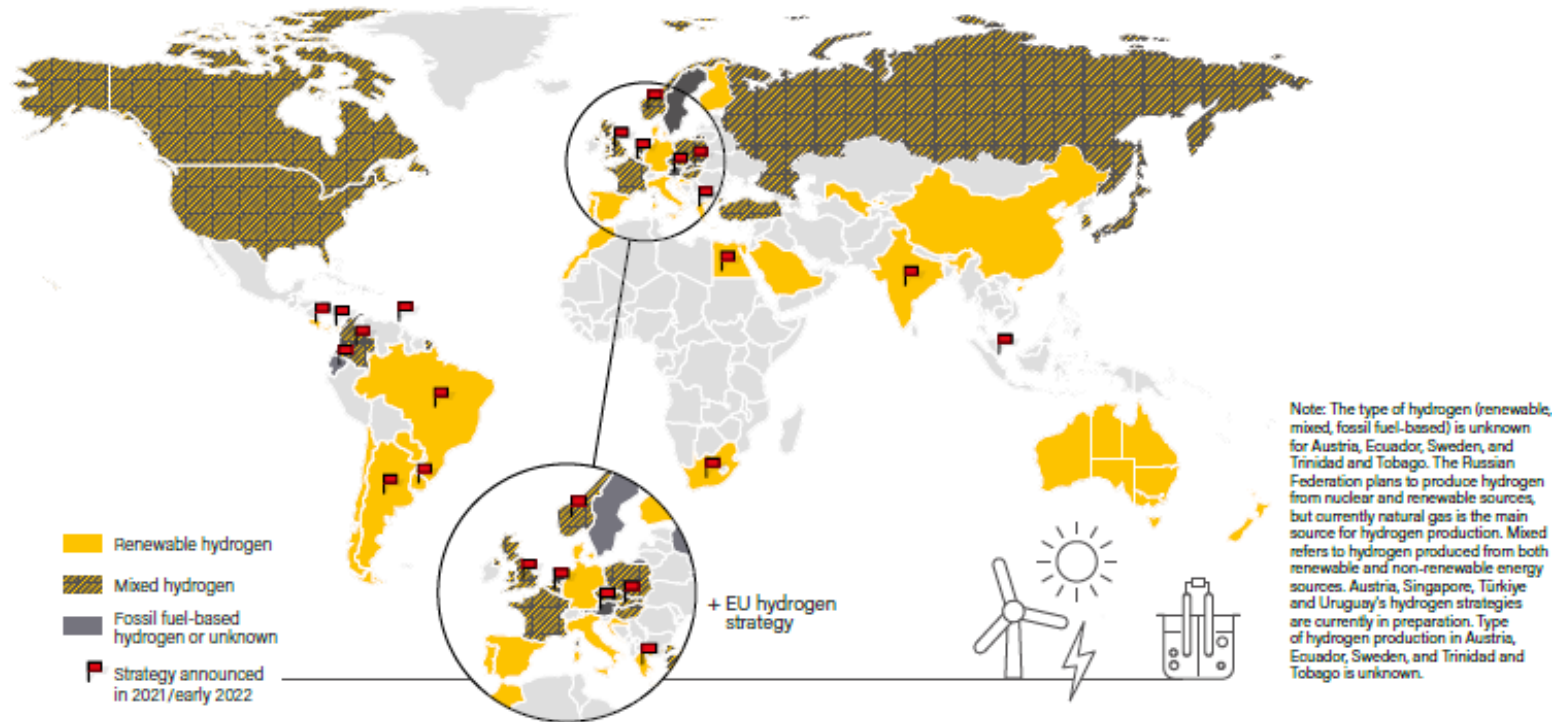 Renewable hydrogen
Mixed hydrogen
Fossil fuel-based
hydrogen or unknown
Strategy announced
in 2021/early 2022
+ EU hydrogen
strategy
Note: The type of hydrogen (renewable,
mixed, fossil fuel-based) is unknown
for Austria, Ecuador, Sweden, and
Trinidad and Tobago. The Russian
Federation plans to produce hydrogen
from nuclear and renewable sources,
but currently natural gas is the main
source for hydrogen production. Mixed
refers to hydrogen produced from both
renewable and non-renewable energy
sources. Austria, Singapore, Türkiye
and Uruguay's hydrogen strategies
are currently in preparation. Type
of hydrogen production in Austria,
Ecuador, Sweden, and Trinidad and
Tobago is unknown.